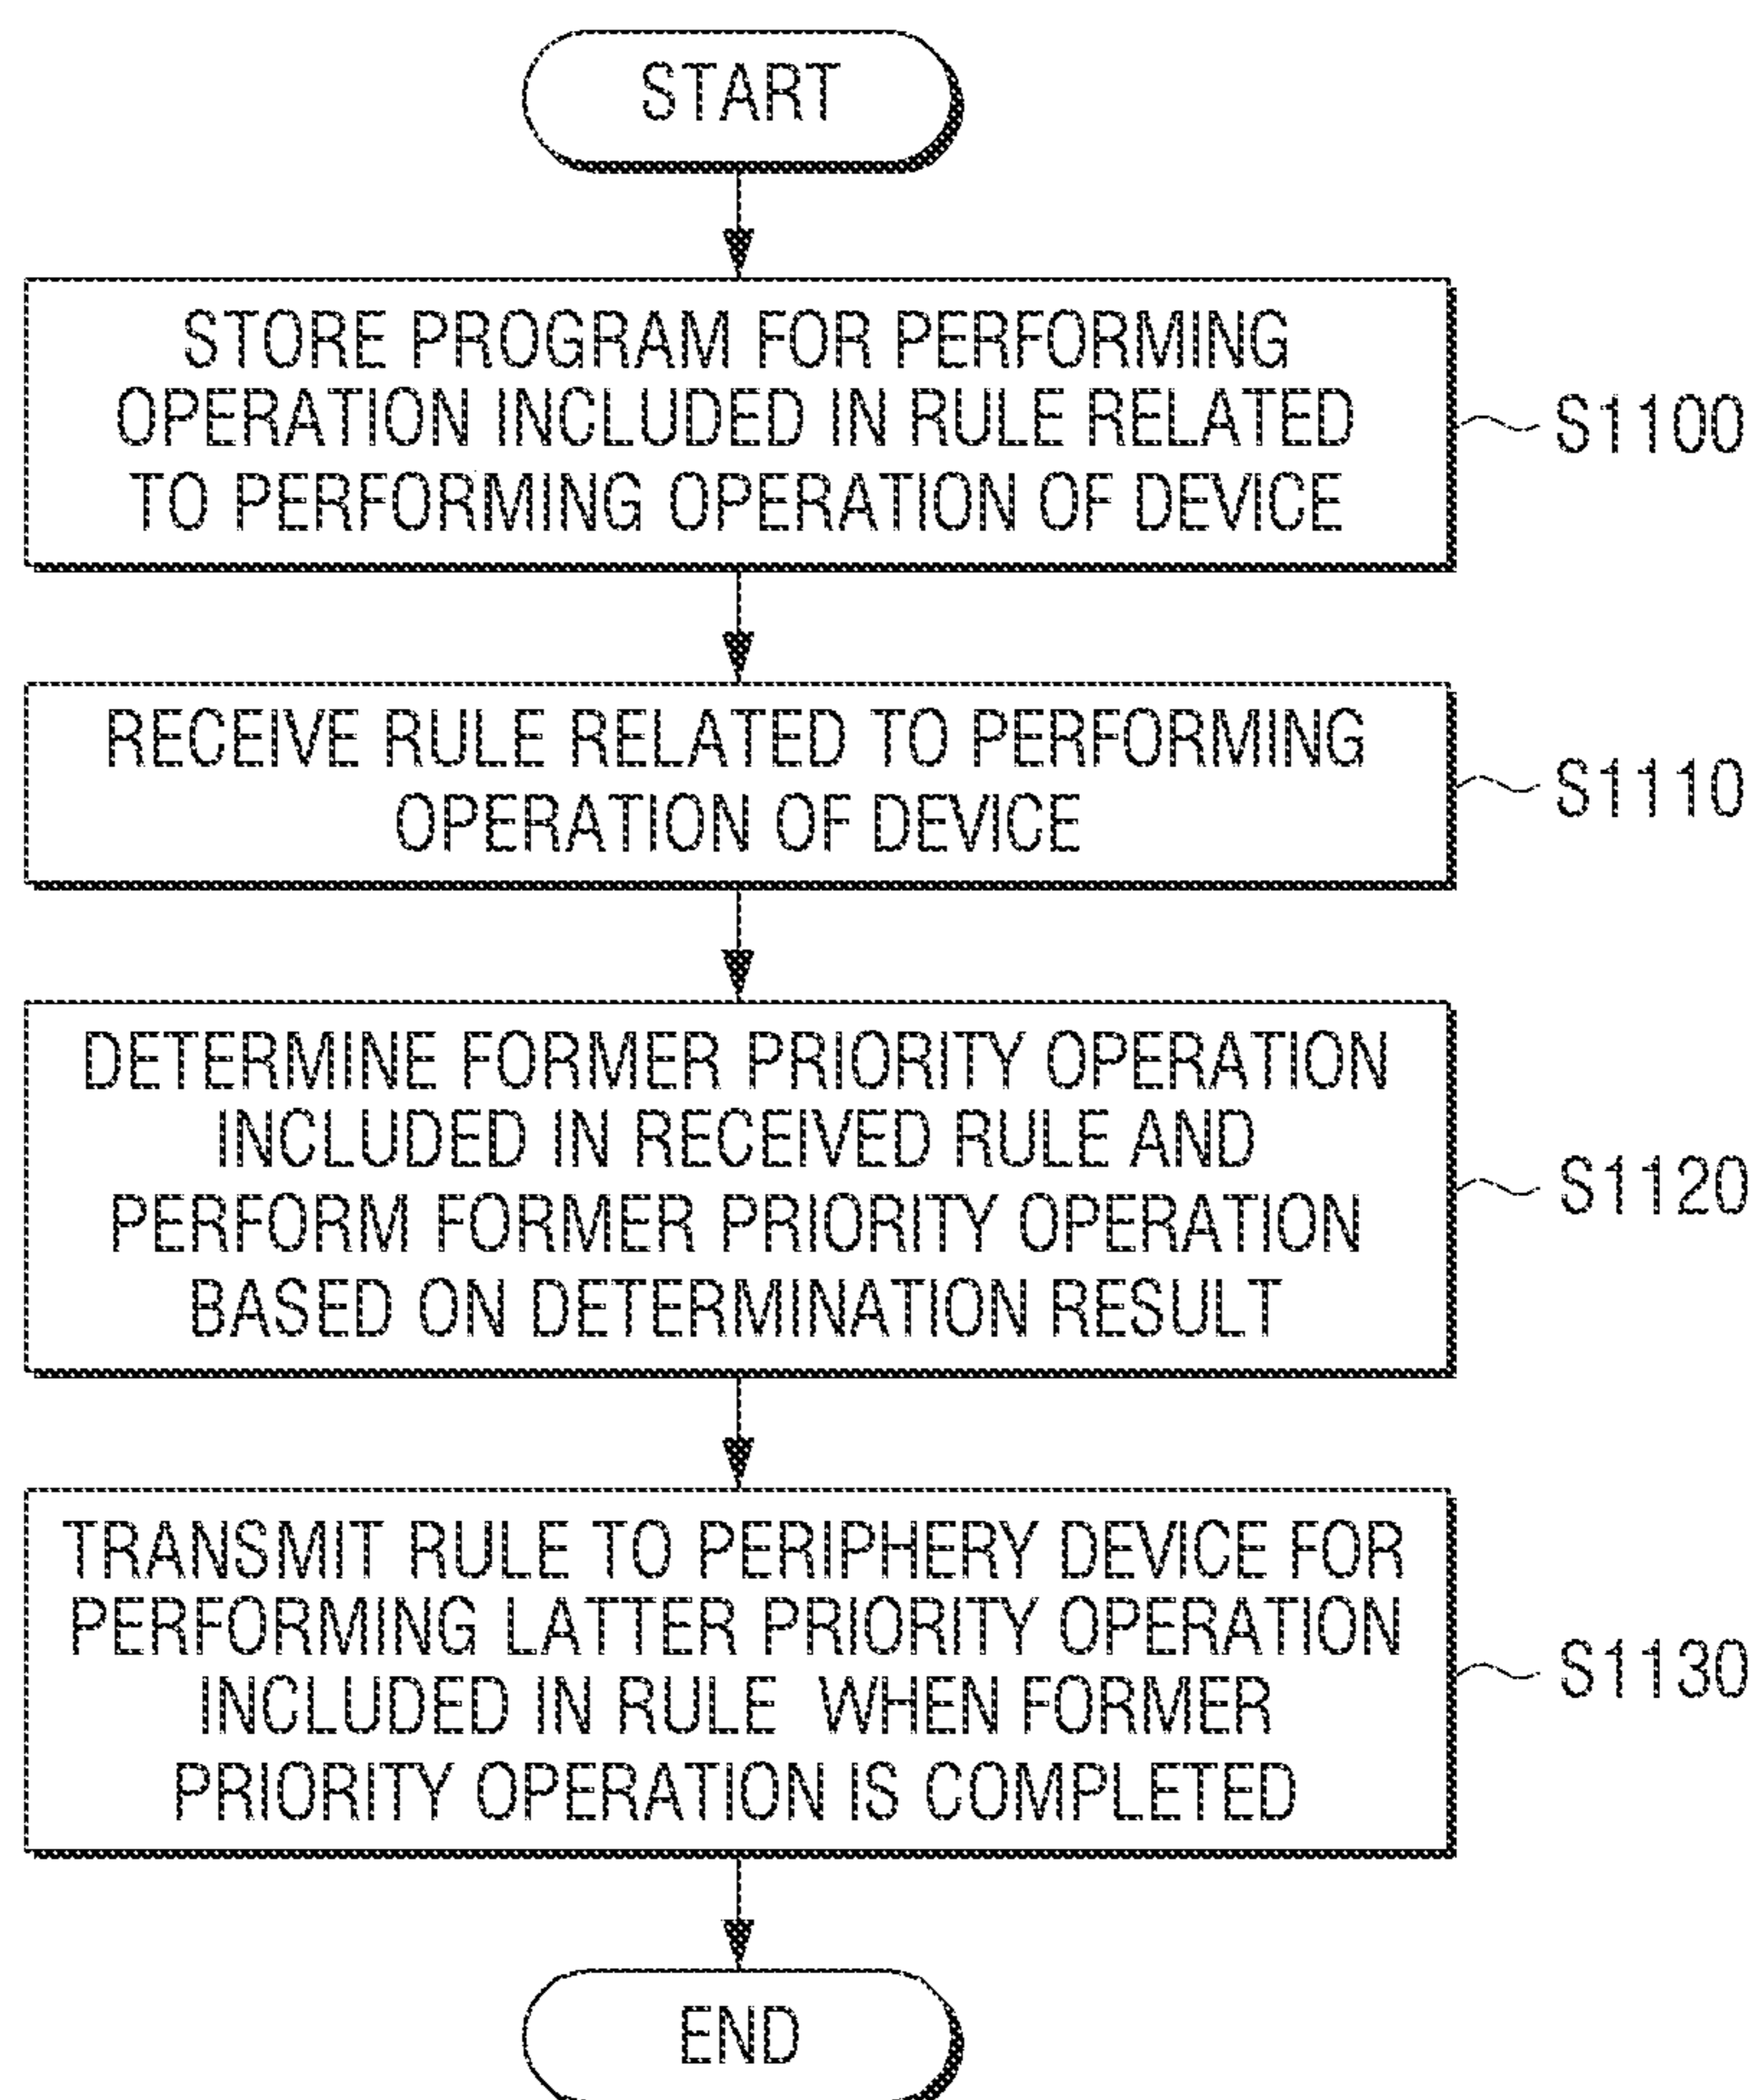 START
STORE PROGRAM FOR PERFORMING
OPERATION INCLUDED IN RULE RELATED
TO PERFORMING OPERATION OF DEVICE
S1100
RECEIVE RULE RELATED TO PERFORMING
OPERATION OF DEVICE
S1110
DETERMINE FORMER PRIORITY OPERATION
INCLUDED IN RECEIVED RULE AND
PERFORM FORMER PRIORITY OPERATION
BASED ON DETERMINATION RESULT
S1120
TRANSMIT RULE TO PERIPHERY DEVICE FOR
PERFORMING LATTER PRIORITY OPERATION
INCLUDED IN RULE WHEN FORMER
PRIORITY OPERATION IS COMPLETED
S1130
END